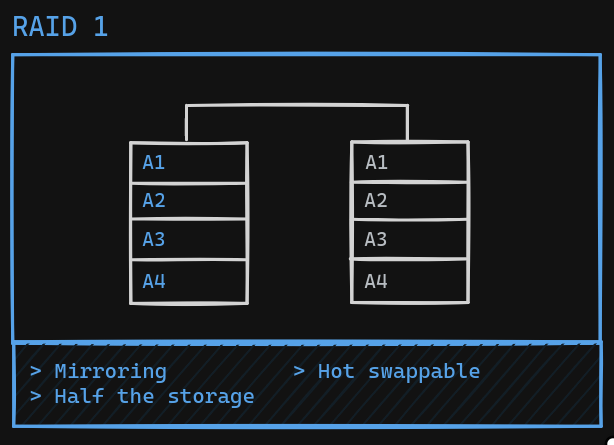 RAID 1
A1
A2
A3
A4
A1
A2
A3
A4
> Mirroring
> Half the storage
> Hot swappable